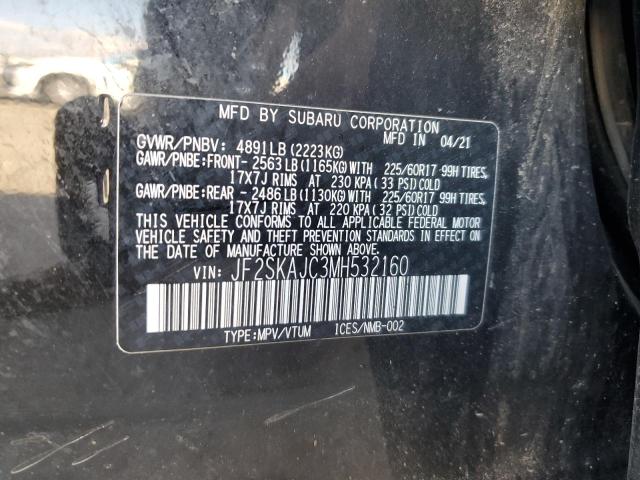 MFD BY SUBARU CORPORATION
GVWR/PNBV: 4891LB (2223KG) MFD IN 04/21
GAWR/PNBE:FRONT- 2563LB (1165KG)WITH 225/60R17 99H TIRES,
17X7J RIMS AT 230 KPA (33 PSI)COLD
GAWR/PNBE:REAR - 2486LB (1130KG)WITH 225/60R17 99H TIRES,
17X7J RIMS AT 220 KPA (32 PSI)COLD
THIS VEHICLE CONFORMS TO ALL APPLICABLE FEDERAL MOTOR
VEHICLE SAFETY AND THEFT PREVENTION STANDARDS IN EFFECT ON
THE DATE OF MANUFACTURE SHOWN ABOVE.
VIN: JF2SKAJC3MH532160
TYPE:MPV/VTUM ICES/NMB-002